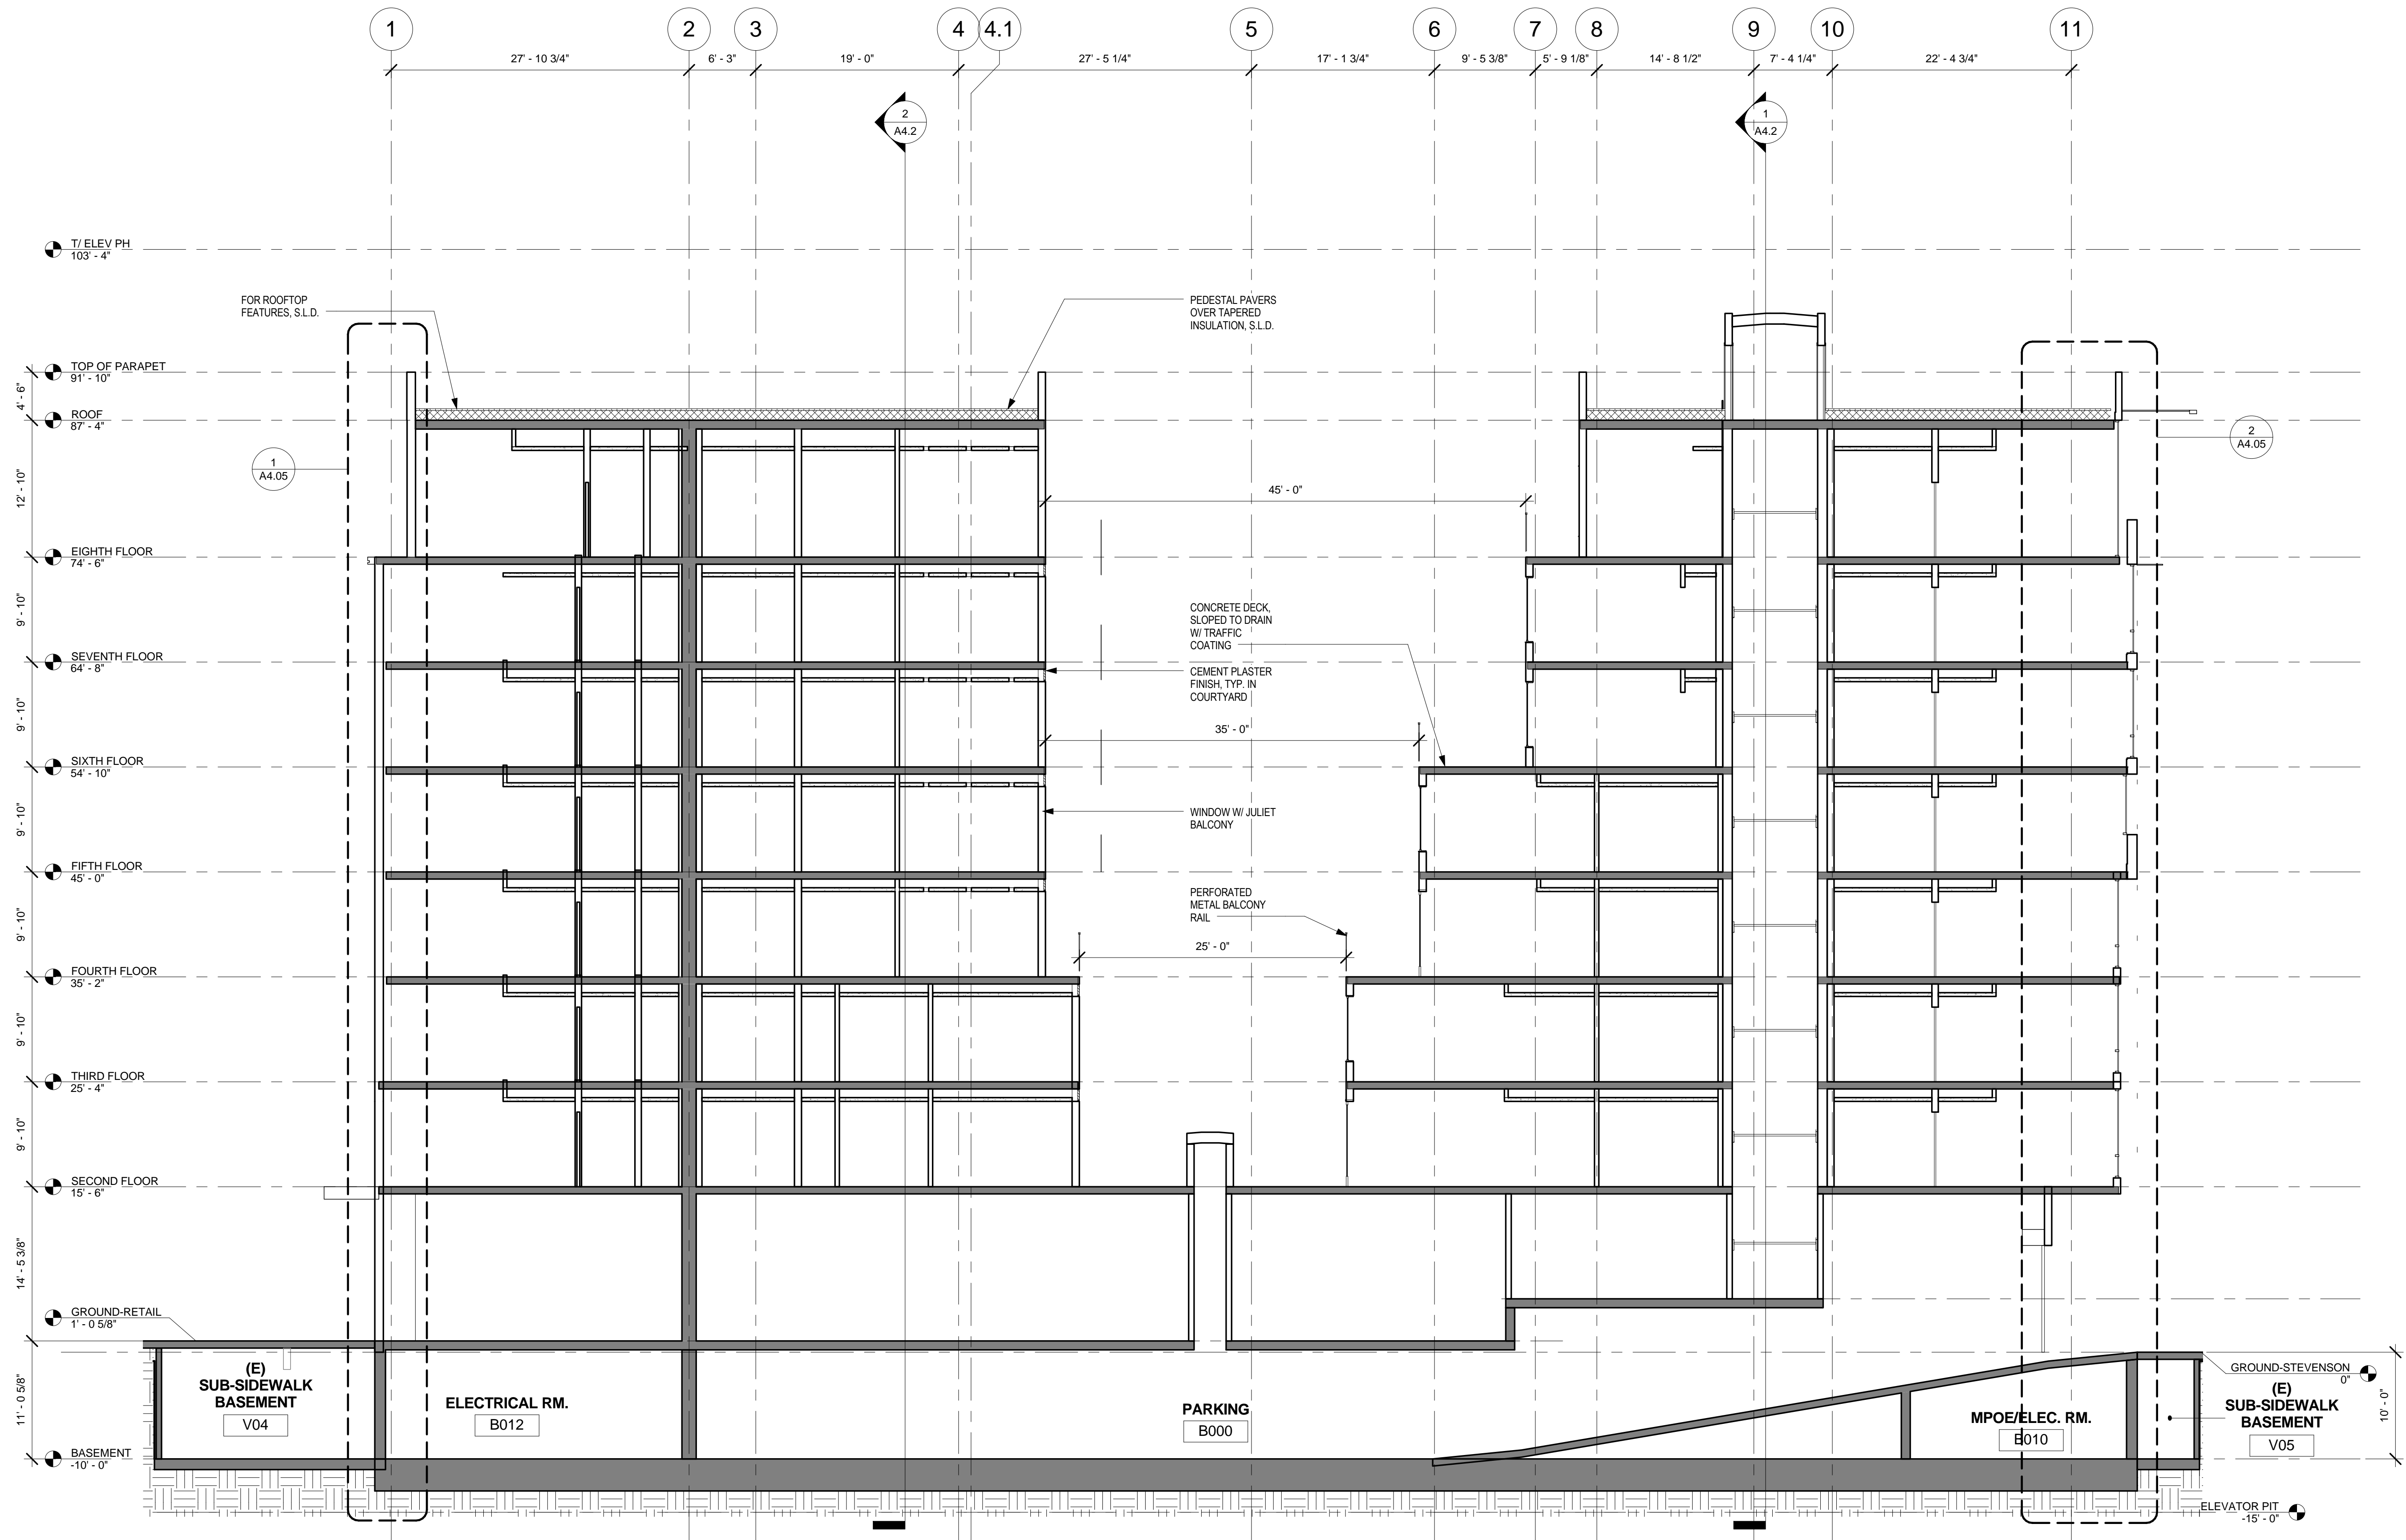 1
2
3
4
4.1
5
6
7
8
9
10
11
27' - 10 3/4"
6' - 3"
19' - 0"
27' - 5 1/4"
17' - 1 3/4"
9' - 5 3/8"
5' - 9 1/8"
14' - 8 1/2"
7' - 4 1/4"
22' - 4 3/4"
2
A4.2
1
A4.2
T/ ELEV PH
103' - 4"
FOR ROOFTOP
FEATURES, S.L.D.
PEDESTAL PAVERS
OVER TAPERED
INSULATION, S.L.D.
TOP OF PARAPET
91' - 10"
4' - 6"
ROOF
87' - 4"
1
A4.05
2
A4.05
12' - 10"
45' - 0"
EIGHTH FLOOR
74' - 6"
9' - 10"
CONCRETE DECK,
SLOPED TO DRAIN
W/ TRAFFIC
COATING
SEVENTH FLOOR
64' - 8"
CEMENT PLASTER
FINISH, TYP. IN
COURTYARD
9' - 10"
35' - 0"
SIXTH FLOOR
54' - 10"
9' - 10"
WINDOW W/ JULIET
BALCONY
FIFTH FLOOR
45' - 0"
9' - 10"
PERFORATED
METAL BALCONY
RAIL
25' - 0"
FOURTH FLOOR
35' - 2"
9' - 10"
THIRD FLOOR
25' - 4"
9' - 10"
SECOND FLOOR
15' - 6"
14' - 5 3/8"
GROUND-RETAIL
1' - 0 5/8"
11' - 0 5/8"
(E)
SUB-SIDEWALK
BASEMENT
V04
ELECTRICAL RM.
B012
PARKING
B000
MPOE/ELEC. RM.
B010
GROUND-STEVENSON
0"
(E)
SUB-SIDEWALK
BASEMENT
V05
10' - 0"
BASEMENT
-10' - 0"
ELEVATOR PIT
-15' - 0"